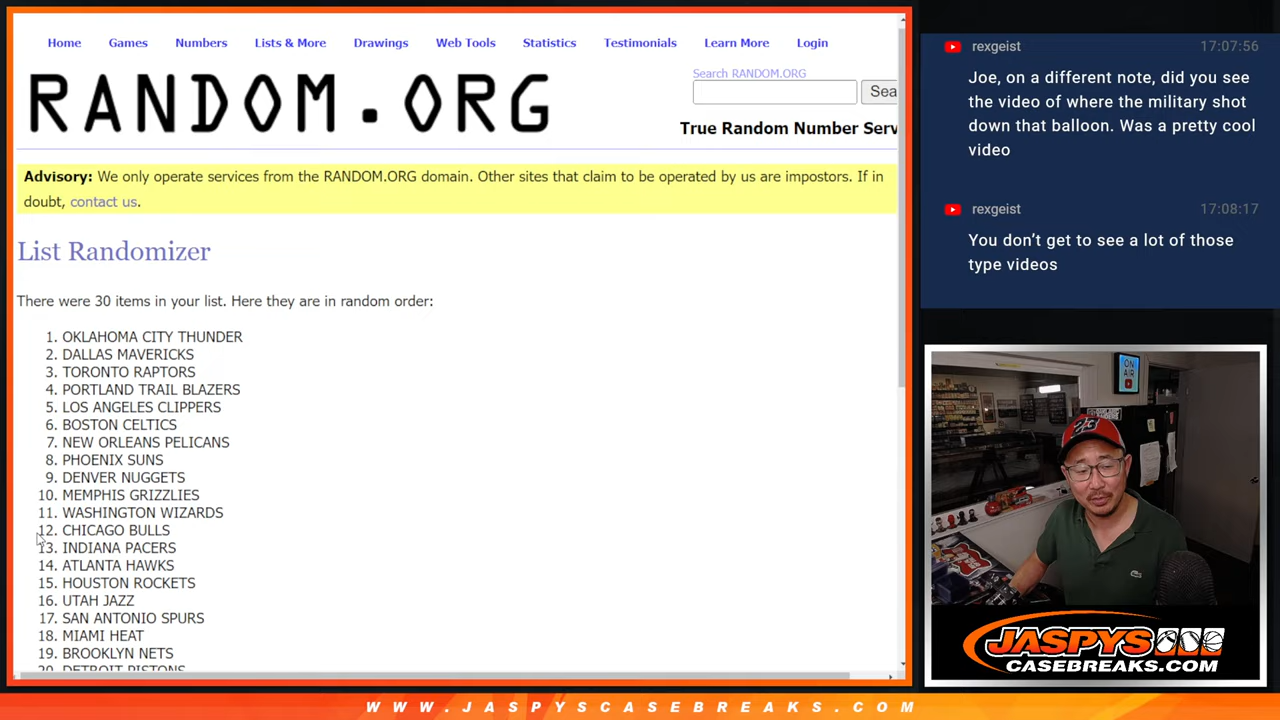 Home Games Numbers Lists & More Drawings Web Tools Statistics Testimonials Learn More Login
RANDOM.ORG
Search RANDOM.ORG
Sea
True Random Number Serv
Advisory: We only operate services from the RANDOM.ORG domain. Other sites that claim to be operated by us are impostors. If in
doubt, contact us.
List Randomizer
There were 30 items in your list. Here they are in random order:
1. OKLAHOMA CITY THUNDER
2. DALLAS MAVERICKS
3. TORONTO RAPTORS
4. PORTLAND TRAIL BLAZERS
5. LOS ANGELES CLIPPERS
6. BOSTON CELTICS
7. NEW ORLEANS PELICANS
8. PHOENIX SUNS
9. DENVER NUGGETS
10. MEMPHIS GRIZZLIES
11. WASHINGTON WIZARDS
12. CHICAGO BULLS
13. INDIANA PACERS
14. ATLANTA HAWKS
15. HOUSTON ROCKETS
16. UTAH JAZZ
17. SAN ANTONIO SPURS
18. MIAMI HEAT
19. BROOKLYN NETS
20. DETROIT PISTONS
rexgeist 17:07:56
Joe, on a different note, did you see
the video of where the military shot
down that balloon. Was a pretty cool
video
rexgeist 17:08:17
You don’t get to see a lot of those
type videos
ON
AIR
JASPYS
CASEBREAKS.COM
WWW.JASPYSCASEBREAKS.COM